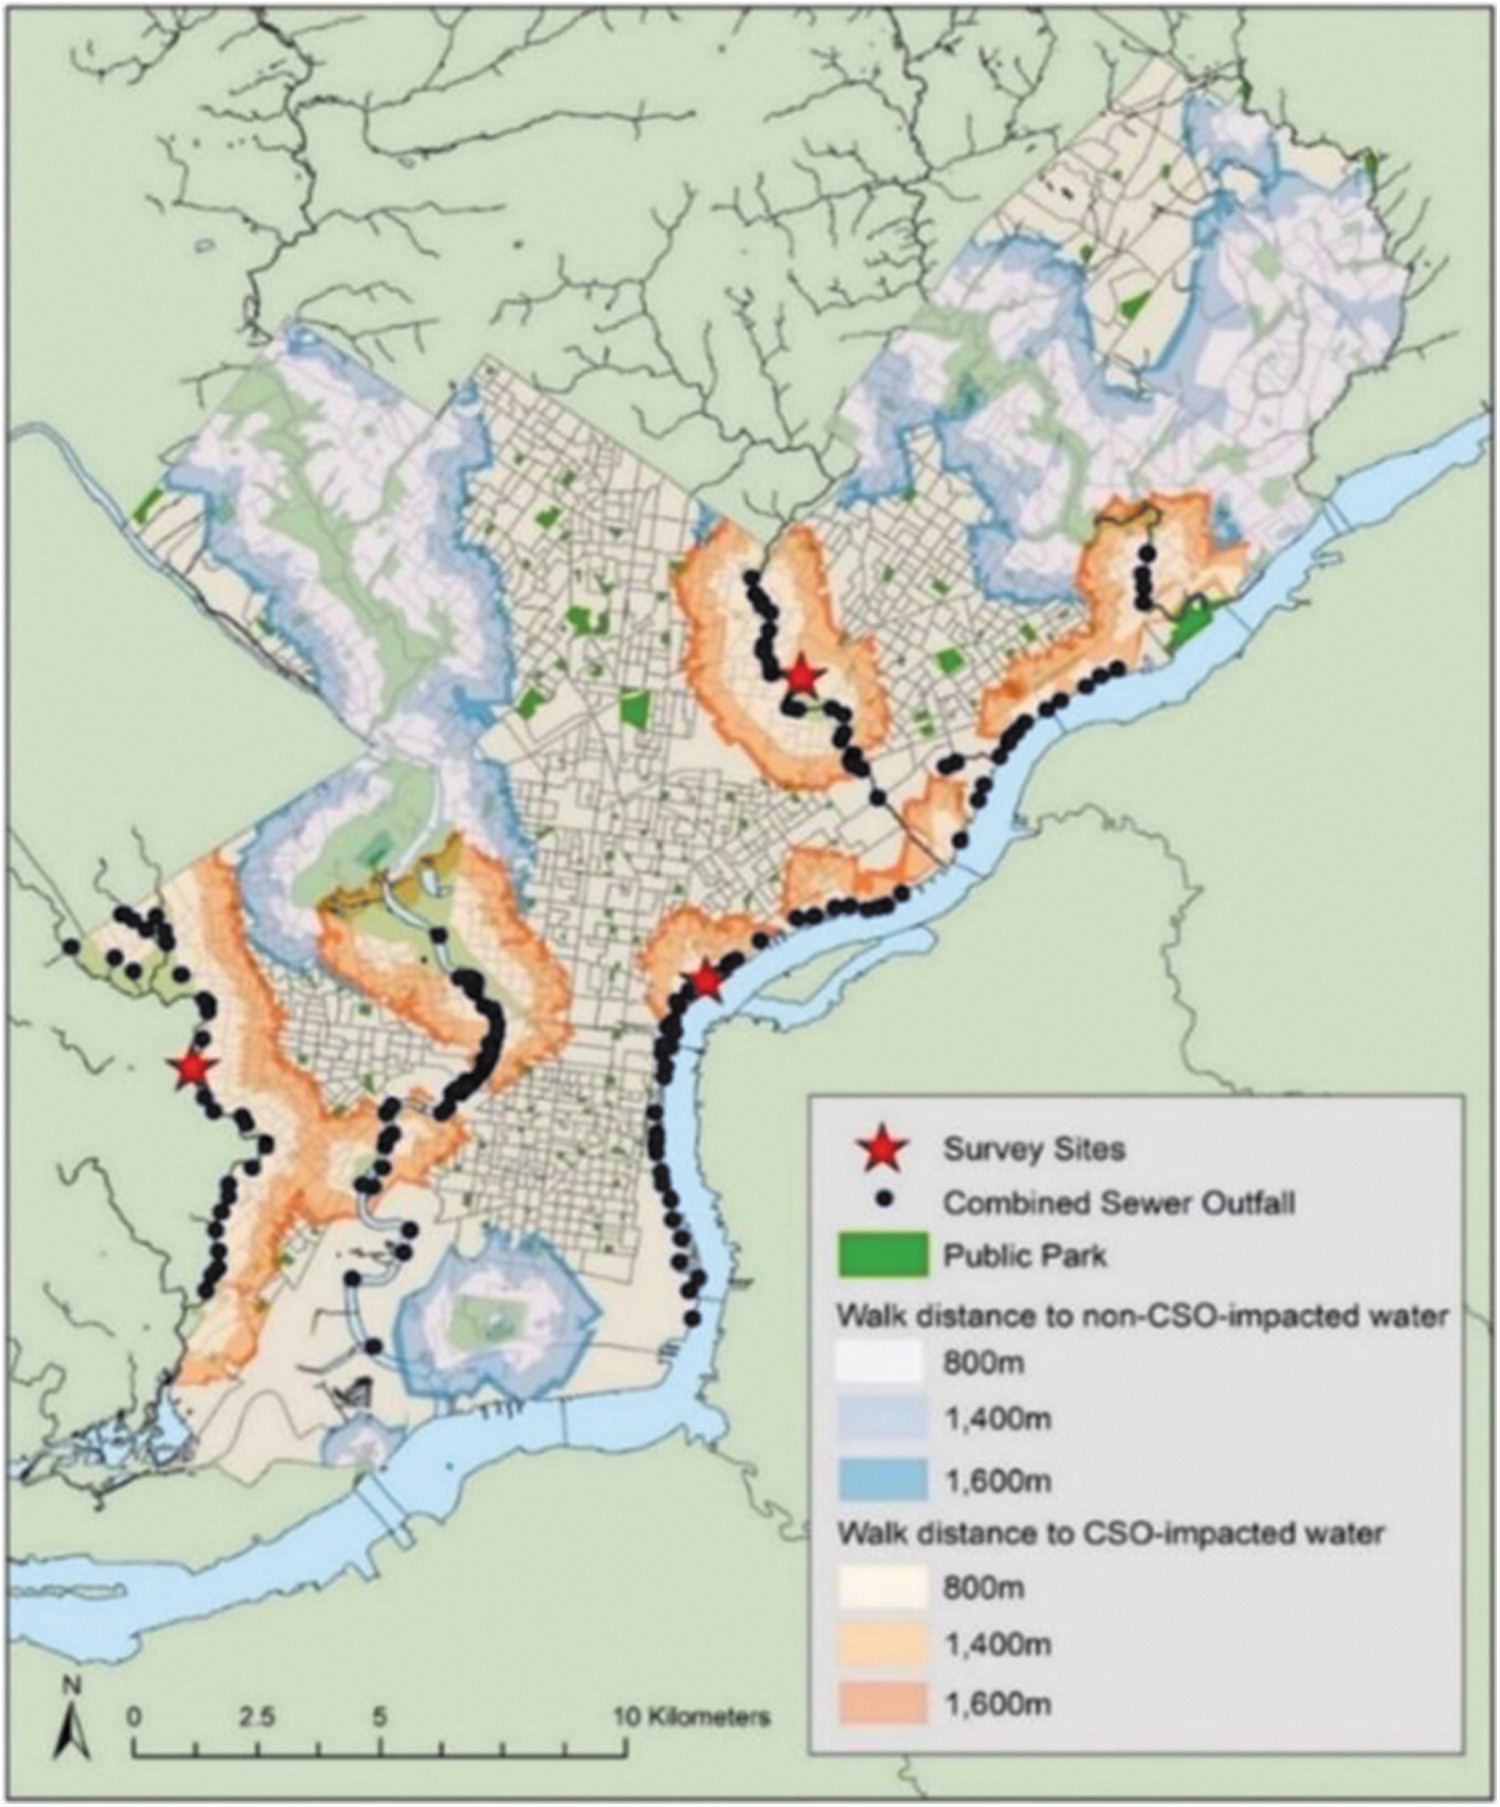 Survey Sites
Combined Sewer Outfall
Public Park
Walk distance to non-CSO-impacted water
800m
1,400m
1,600m
Walk distance to CSO-impacted water
800m
1,400m
1,600m
N
0 2.5 5 10 Kilometers